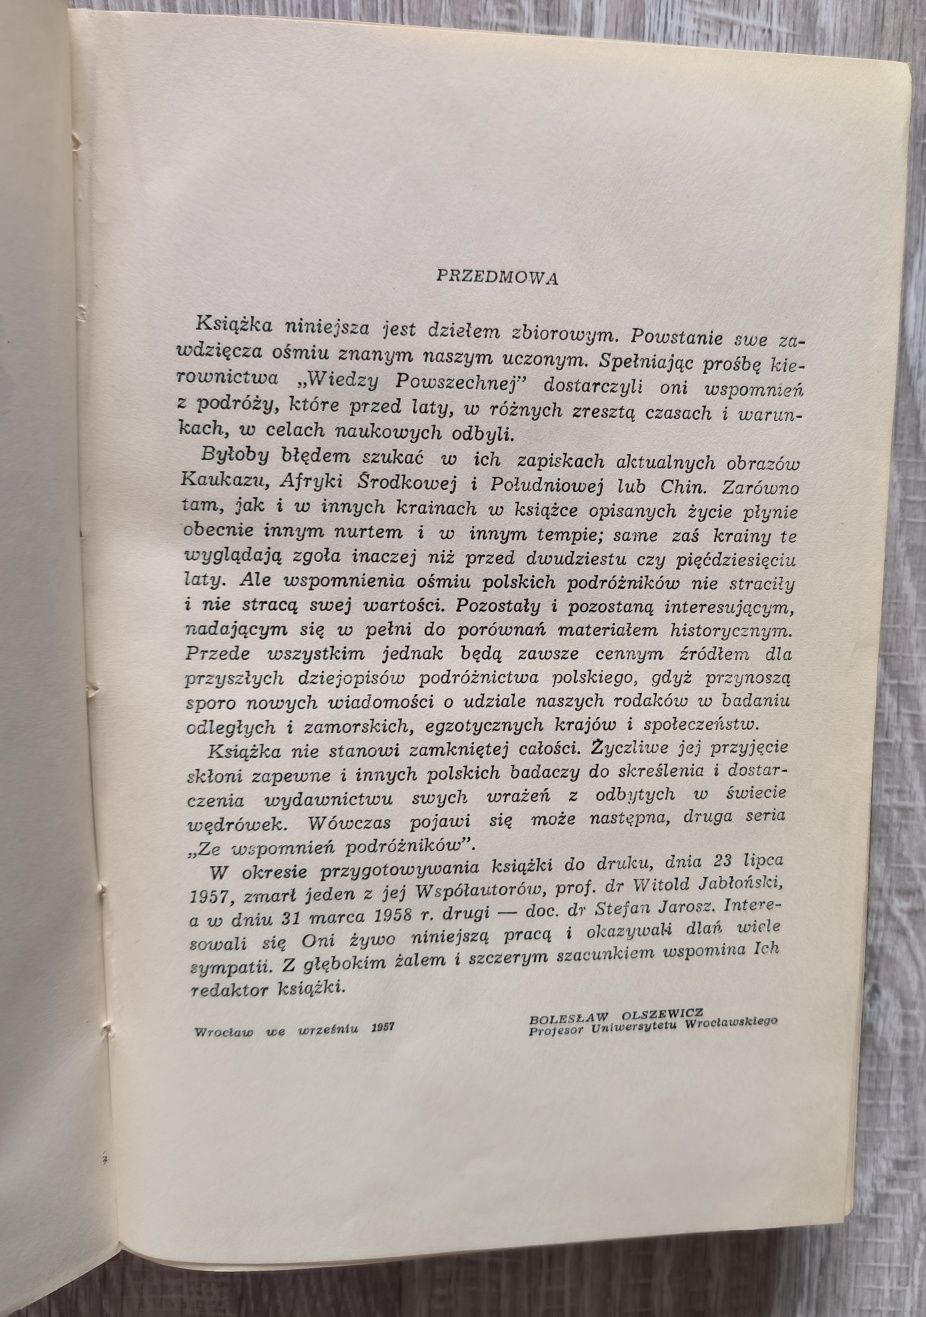 PRZEDMOWA
Książka niniejsza jest dziełem zbiorowym. Powstanie swe za-
wdzięcza ośmiu znanym naszym uczonym. Spełniając prośbę kie-
rownictwa „Wiedzy Powszechnej” dostarczyli oni wspomnień
z podróży, które przed laty, w różnych zresztą czasach i warun-
kach, w celach naukowych odbyli.
Byłoby błędem szukać w ich zapiskach aktualnych obrazów
Kaukazu, Afryki Środkowej i Południowej lub Chin. Zarówno
tam, jak i w innych krainach w książce opisanych życie płynie
obecnie innym nurtem i w innym tempie; same zaś krainy te
wyglądają zgoła inaczej niż przed dwudziestu czy pięćdziesięciu
laty. Ale wspomnienia ośmiu polskich podróżników nie straciły
i nie stracą swej wartości. Pozostały i pozostaną interesującym,
nadającym się w pełni do porównań materiałem historycznym.
Przede wszystkim jednak będą zawsze cennym źródłem dla
przyszłych dziejopisów podróżnictwa polskiego, gdyż przynoszą
sporo nowych wiadomości o udziale naszych rodaków w badaniu
odległych i zamorskich, egzotycznych krajów i społeczeństw.
Książka nie stanowi zamkniętej całości. Życzliwe jej przyjęcie
skłoni zapewne i innych polskich badaczy do skreślenia i dostar-
czenia wydawnictwu swych wrażeń z odbytych w świecie
wędrówek. Wówczas pojawi się może następna, druga seria
„Ze wspomnień podróżników”.
W okresie przygotowywania książki do druku, dnia 23 lipca
1957, zmarł jeden z jej Współautorów, prof. dr Witold Jabłoński,
a w dniu 31 marca 1958 r. drugi — doc. dr Stefan Jarosz. Intere-
sowali się Oni żywo niniejszą pracą i okazywali dlań wiele
sympatii. Z głębokim żalem i szczerym szacunkiem wspomina Ich
redaktor książki.
Wrocław we wrześniu 1957
BOLESŁAW OLSZEWICZ
Profesor Uniwersytetu Wrocławskiego